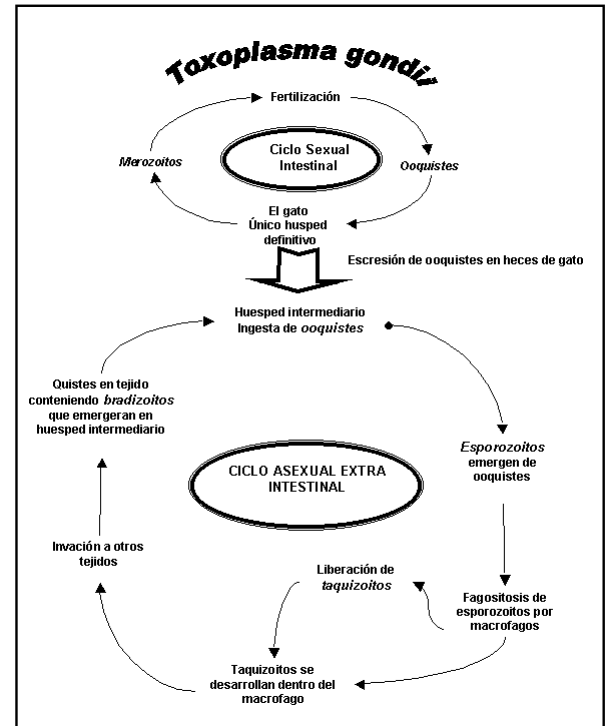 Toxoplasma gondii
Fertilización
Ciclo Sexual
Intestinal
Merozoitos
Ooquistes
El gato
Único husped
definitivo
Escresión de ooquistes en heces de gato
Huesped intermediario
Ingesta de ooquistes
Quistes en tejido
conteniendo bradizoitos
que emergeran en
huesped intermediario
Esporozoitos
emergen de
ooquistes
CICLO ASEXUAL EXTRA
INTESTINAL
Invación a otros
tejidos
Liberación de
taquizoitos
Fagositosis de
esporozoitos por
macrofagos
Taquizoitos se
desarrollan dentro del
macrofago